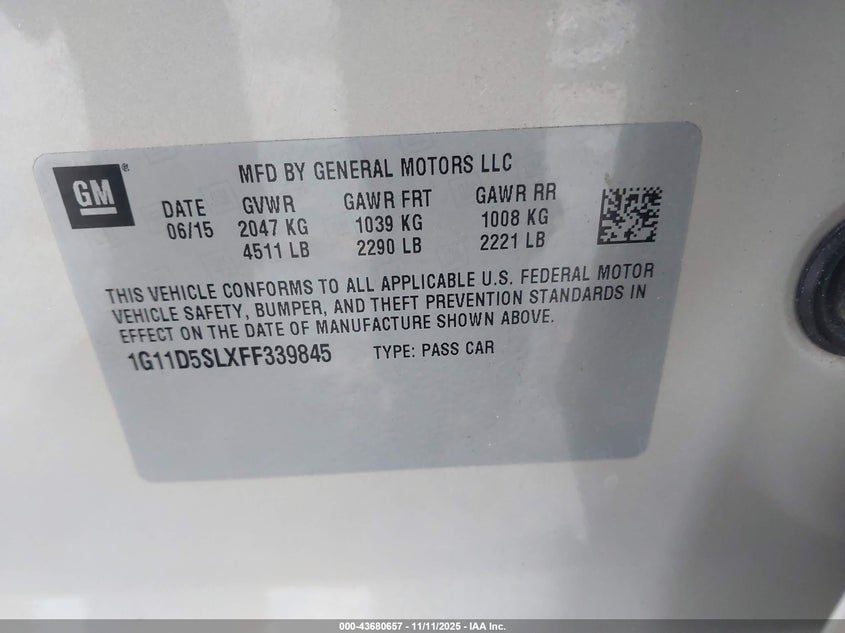 GM®
MFD BY GENERAL MOTORS LLC
DATE GVWR GAWR FRT GAWR RR
06/15 2047 KG 1039 KG 1008 KG
4511 LB 2290 LB 2221 LB
THIS VEHICLE CONFORMS TO ALL APPLICABLE U.S. FEDERAL MOTOR
VEHICLE SAFETY, BUMPER, AND THEFT PREVENTION STANDARDS IN
EFFECT ON THE DATE OF MANUFACTURE SHOWN ABOVE.
1G11D5SLXFF339845 TYPE: PASS CAR
000-43680657 - 11/11/2025 - IAA Inc.